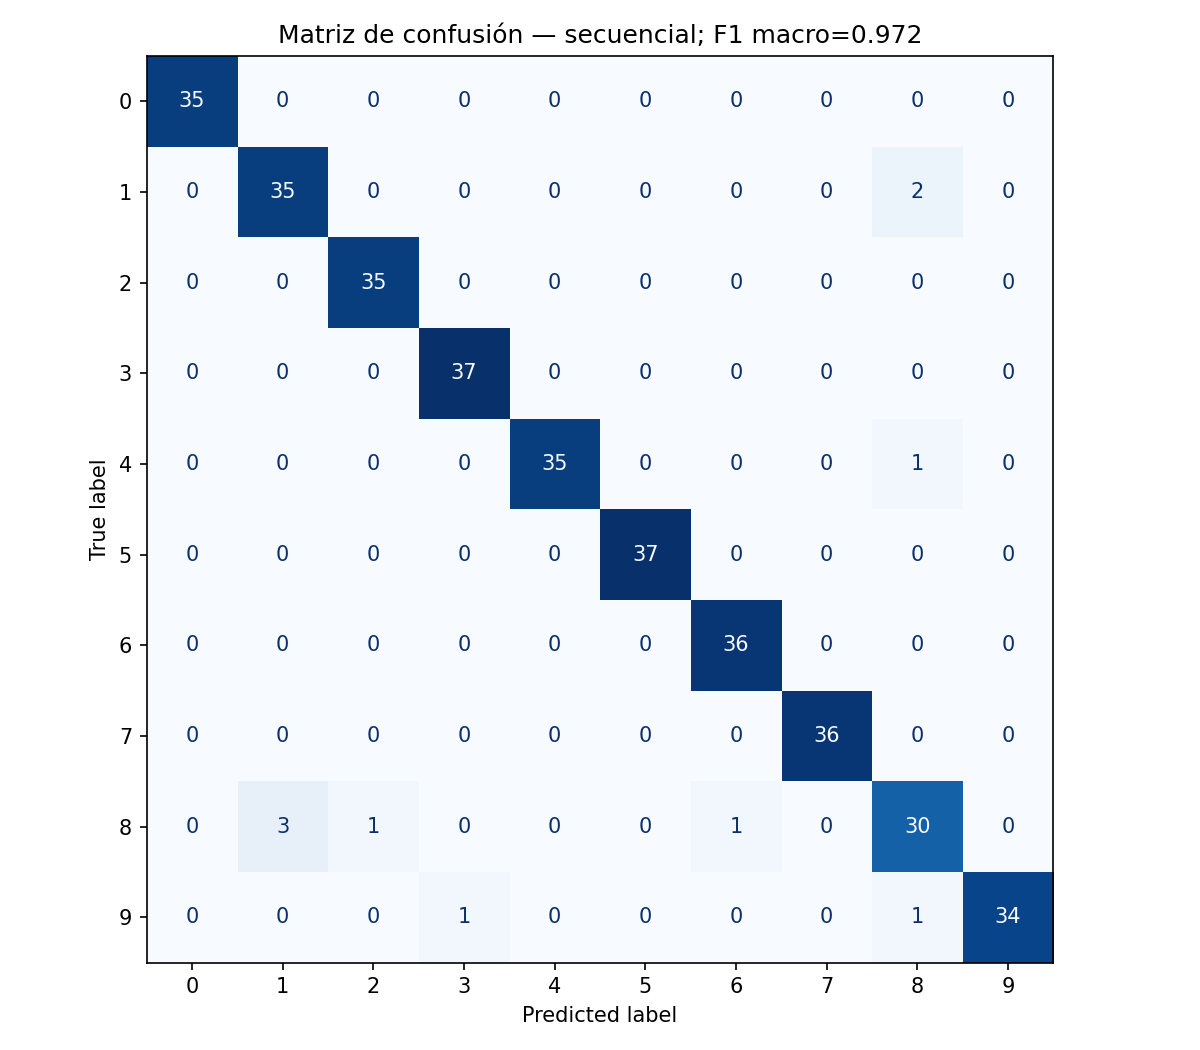 Matriz de confusión — secuencial; F1 macro=0.972
0 35 0 0 0 0 0 0 0 0 0
1 0 35 0 0 0 0 0 0 2 0
2 0 0 35 0 0 0 0 0 0 0
3 0 0 0 37 0 0 0 0 0 0
4 0 0 0 0 35 0 0 0 1 0
5 0 0 0 0 0 37 0 0 0 0
6 0 0 0 0 0 0 36 0 0 0
7 0 0 0 0 0 0 0 36 0 0
8 0 3 1 0 0 0 1 0 30 0
9 0 0 0 1 0 0 0 0 1 34
True label
0 1 2 3 4 5 6 7 8 9
Predicted label